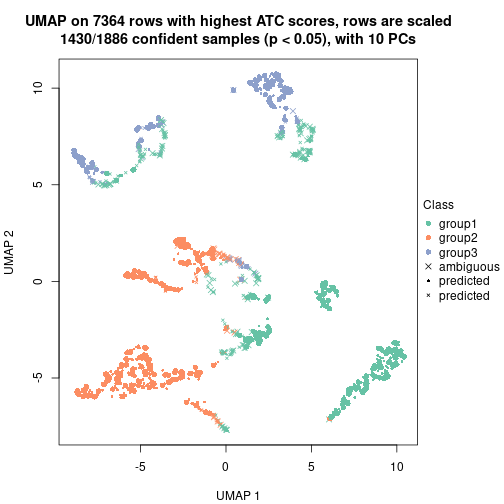 UMAP on 7364 rows with highest ATC scores, rows are scaled
1430/1886 confident samples (p < 0.05), with 10 PCs
UMAP 2
10
5
0
-5
-5
0
5
10
UMAP 1
Class
group1
group2
group3
ambiguous
predicted
predicted